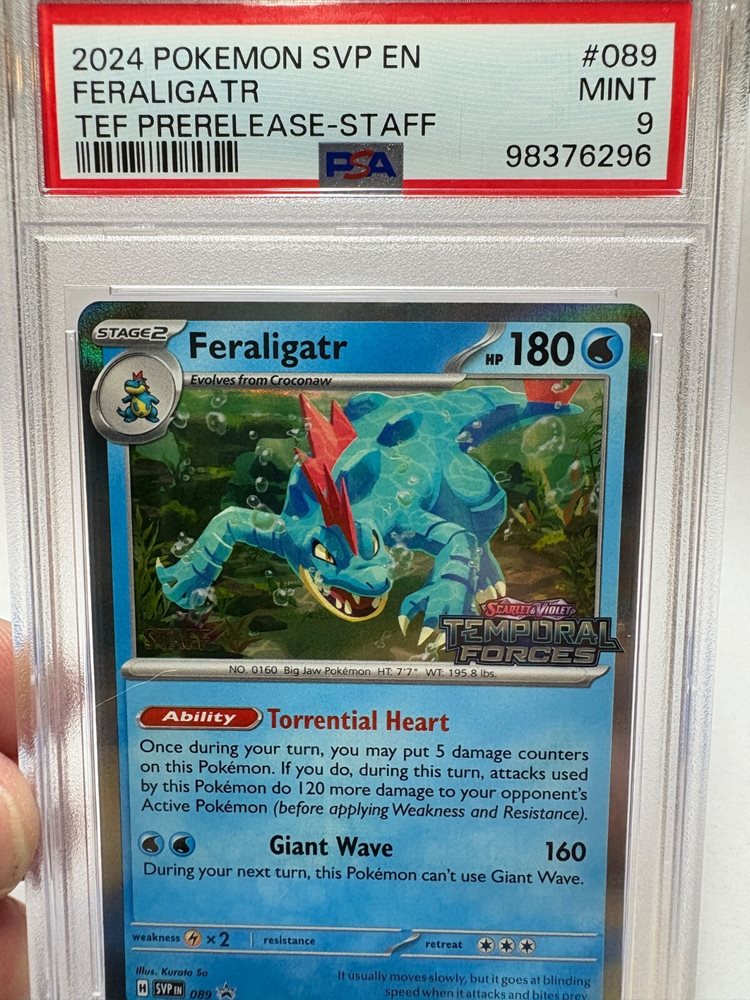 2024 POKEMON SVP EN #089
FERALIGATR MINT
TEF PRERELEASE-STAFF 9
PSA 98376296
STAGE2 Feraligatr HP 180
Evolves from Croconaw
STAFF
SCARLET & VIOLET
TEMPORAL
FORCES
NO. 0160 Big Jaw Pokémon HT: 7'7" WT: 195.8 lbs.
Ability Torrential Heart
Once during your turn, you may put 5 damage counters
on this Pokémon. If you do, during this turn, attacks used
by this Pokémon do 120 more damage to your opponent's
Active Pokémon (before applying Weakness and Resistance).
Giant Wave 160
During your next turn, this Pokémon can't use Giant Wave.
weakness ×2 resistance retreat
Illus. Kurata So
H SVP EN 089
It usually moves slowly, but it goes at blinding
speed when it attacks and bites prey